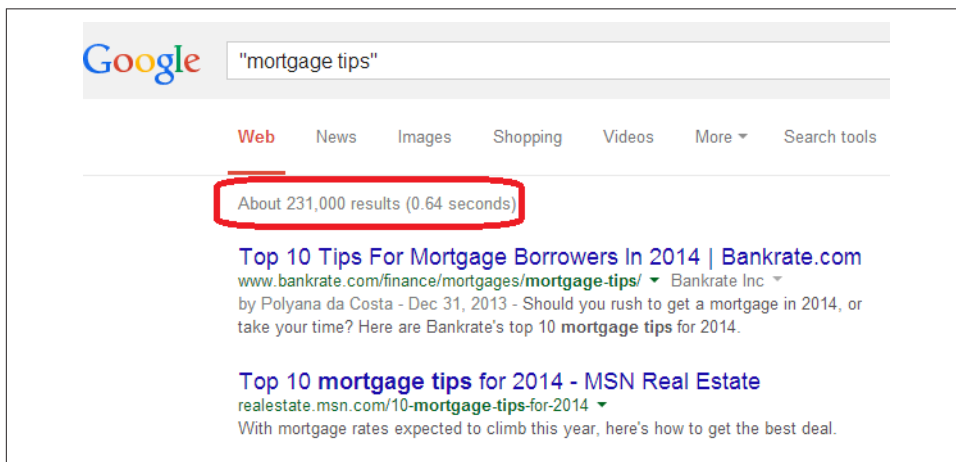 Google "mortgage tips"
Web News Images Shopping Videos More Search tools
About 231,000 results (0.64 seconds)
Top 10 Tips For Mortgage Borrowers In 2014 | Bankrate.com
www.bankrate.com/finance/mortgages/mortgage-tips/ Bankrate Inc
by Polyana da Costa - Dec 31, 2013 - Should you rush to get a mortgage in 2014, or
take your time? Here are Bankrate's top 10 mortgage tips for 2014.
Top 10 mortgage tips for 2014 - MSN Real Estate
realestate.msn.com/10-mortgage-tips-for-2014
With mortgage rates expected to climb this year, here's how to get the best deal.